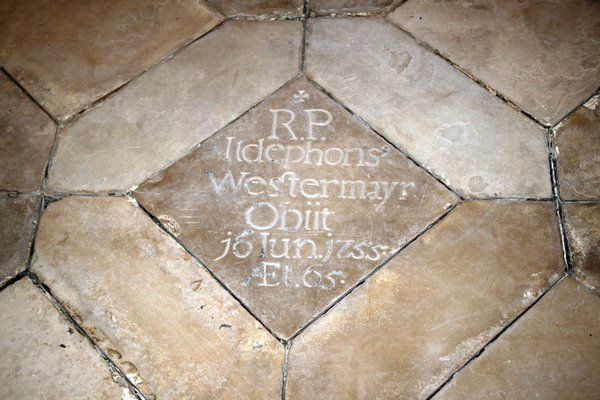 R.P
Ildephons'
Westermayr
Obiit
16 Jun. 1755.
Æt. 65.